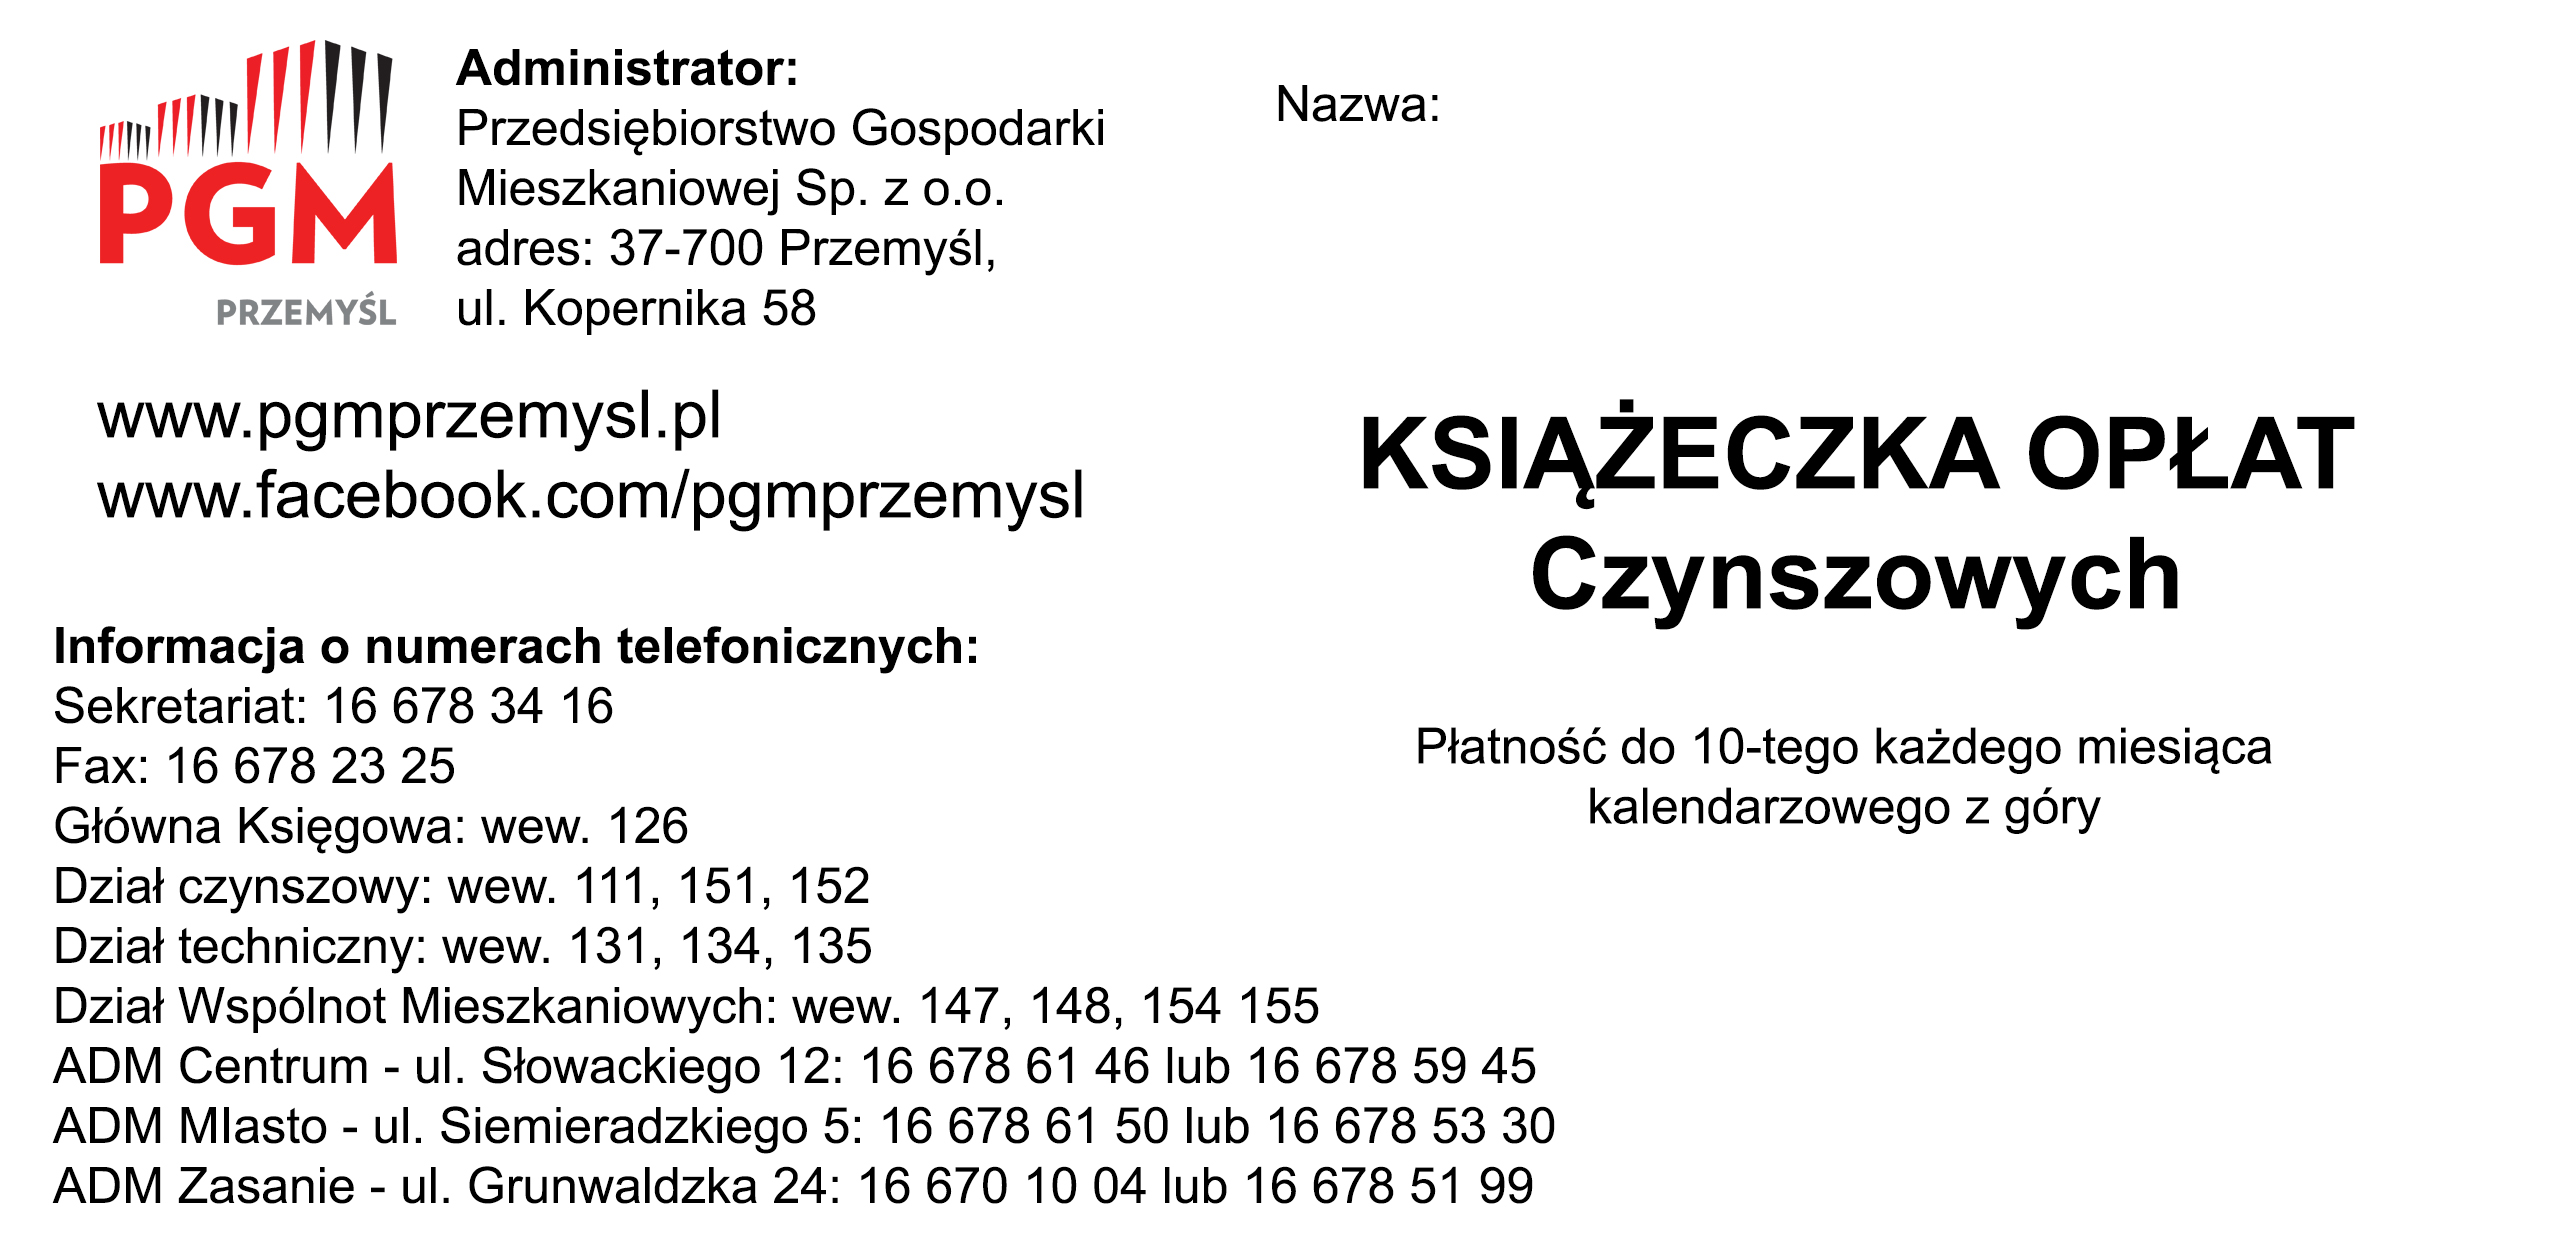 PGM
PRZEMYŚL
Administrator:
Przedsiębiorstwo Gospodarki
Mieszkaniowej Sp. z o.o.
adres: 37-700 Przemyśl,
ul. Kopernika 58
www.pgmprzemysl.pl
www.facebook.com/pgmprzemysl
Informacja o numerach telefonicznych:
Sekretariat: 16 678 34 16
Fax: 16 678 23 25
Główna Księgowa: wew. 126
Dział czynszowy: wew. 111, 151, 152
Dział techniczny: wew. 131, 134, 135
Dział Wspólnot Mieszkaniowych: wew. 147, 148, 154 155
ADM Centrum - ul. Słowackiego 12: 16 678 61 46 lub 16 678 59 45
ADM MIasto - ul. Siemieradzkiego 5: 16 678 61 50 lub 16 678 53 30
ADM Zasanie - ul. Grunwaldzka 24: 16 670 10 04 lub 16 678 51 99
Nazwa:
KSIĄŻECZKA OPŁAT
Czynszowych
Płatność do 10-tego każdego miesiąca
kalendarzowego z góry